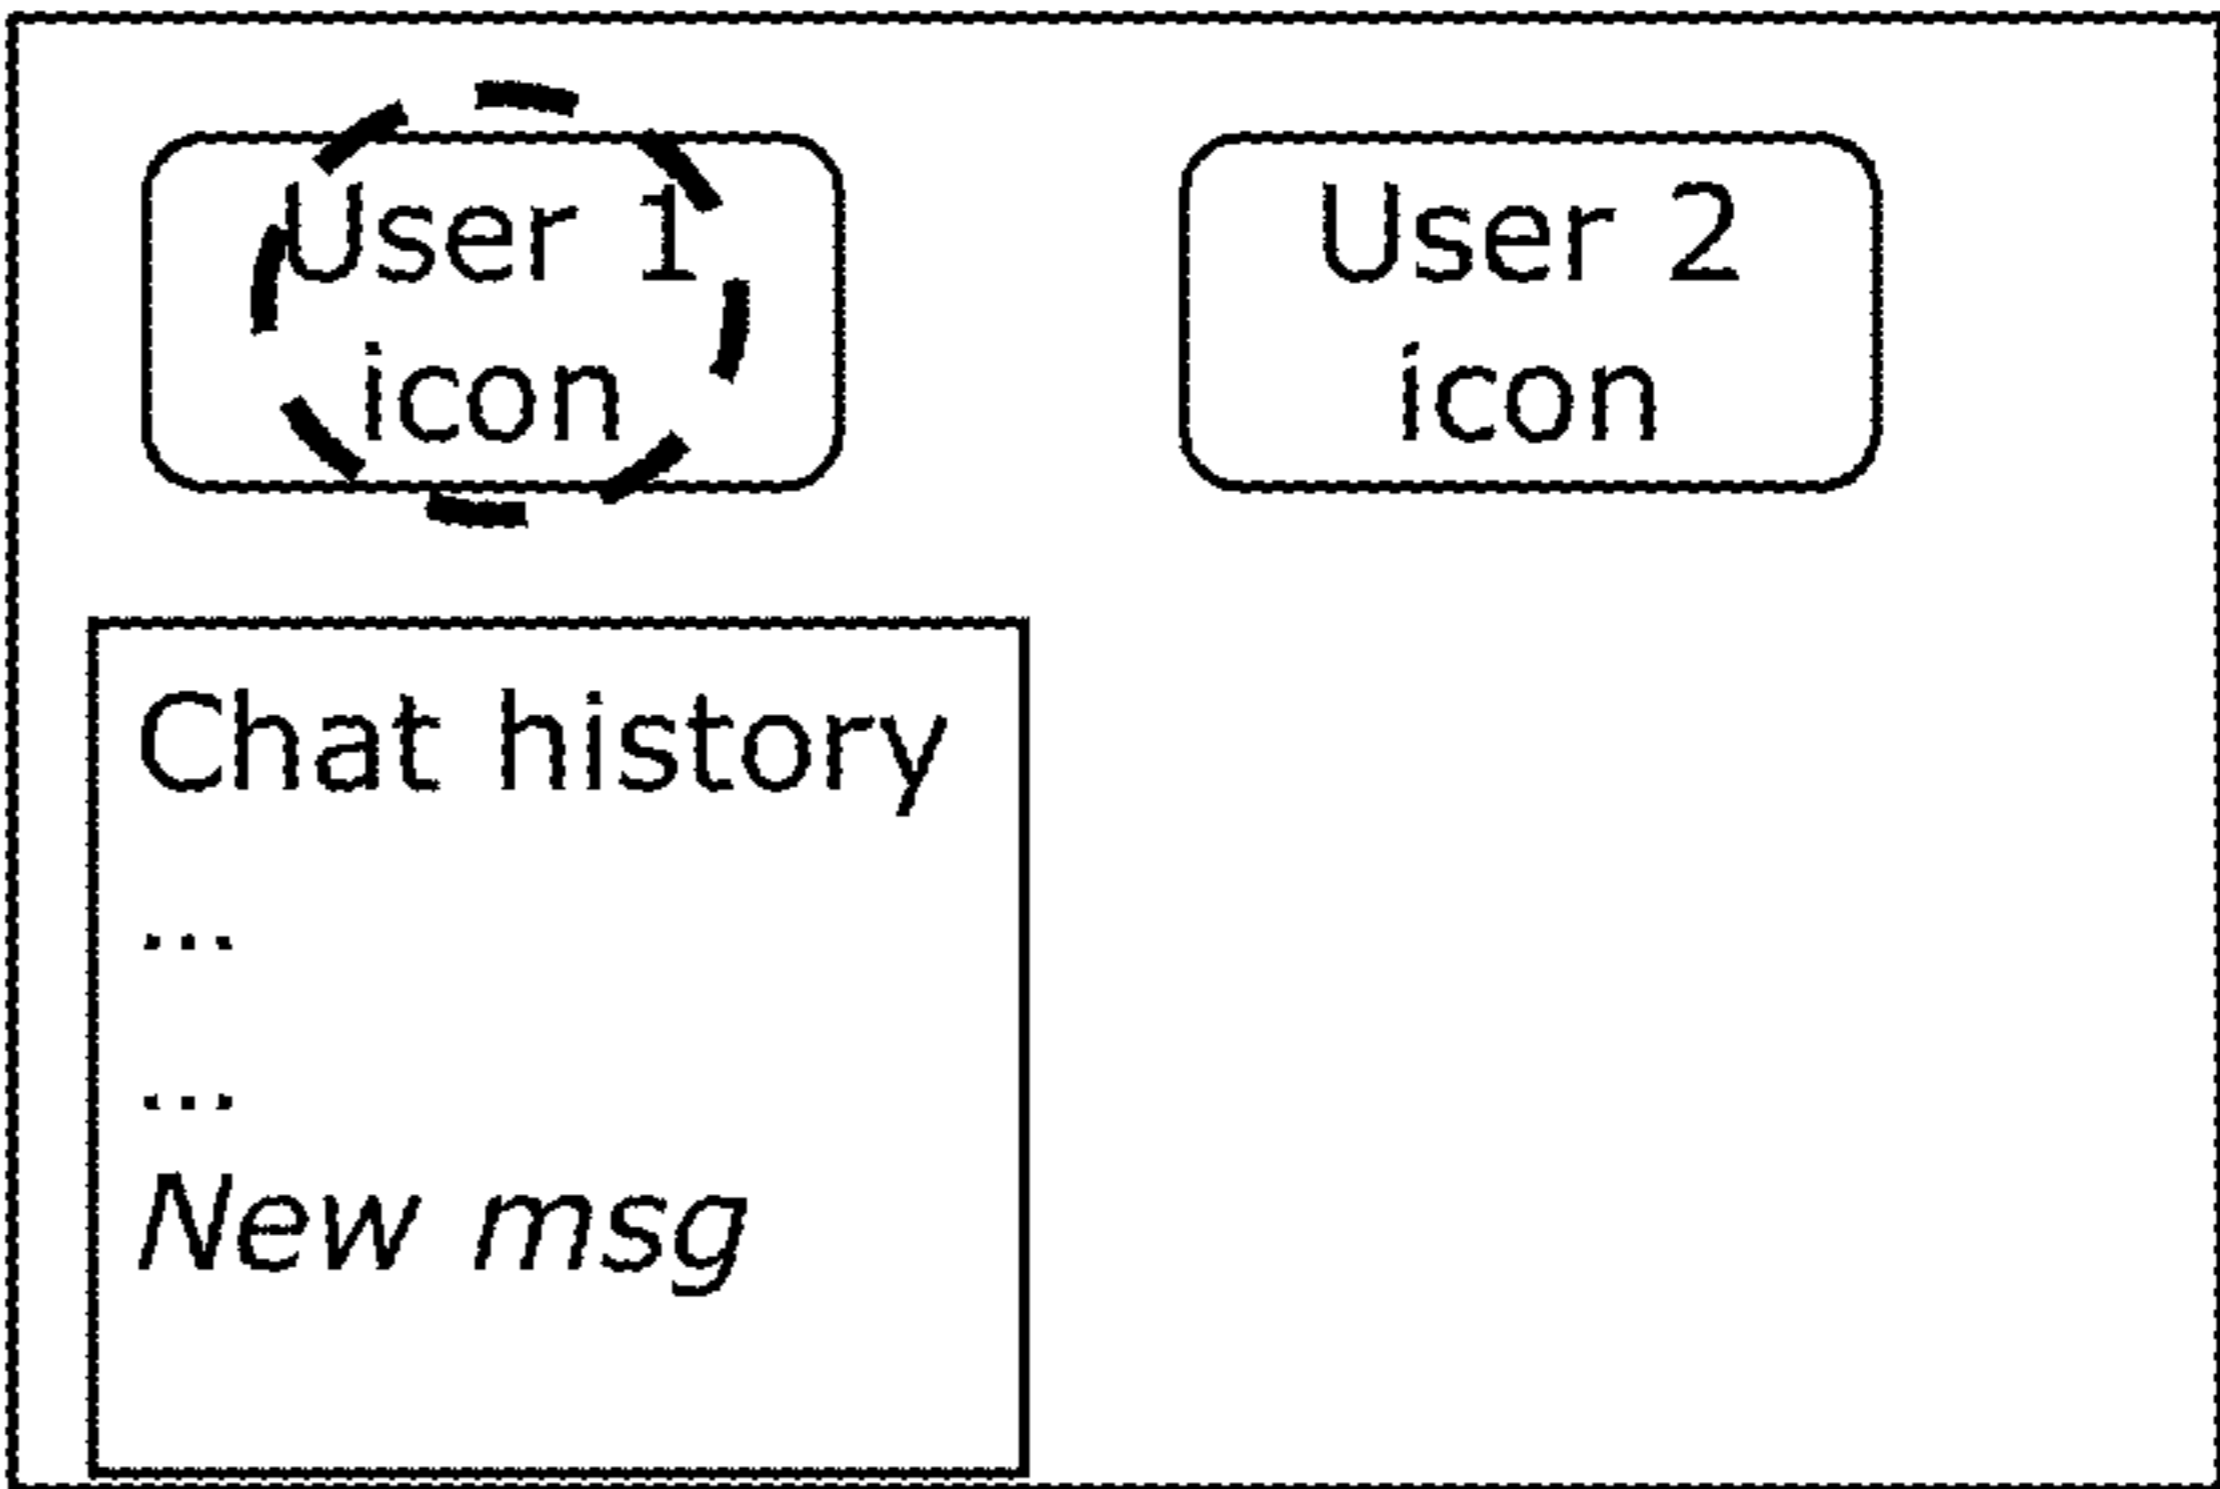 User 1
icon
User 2
icon
Chat history
...
...
New msg